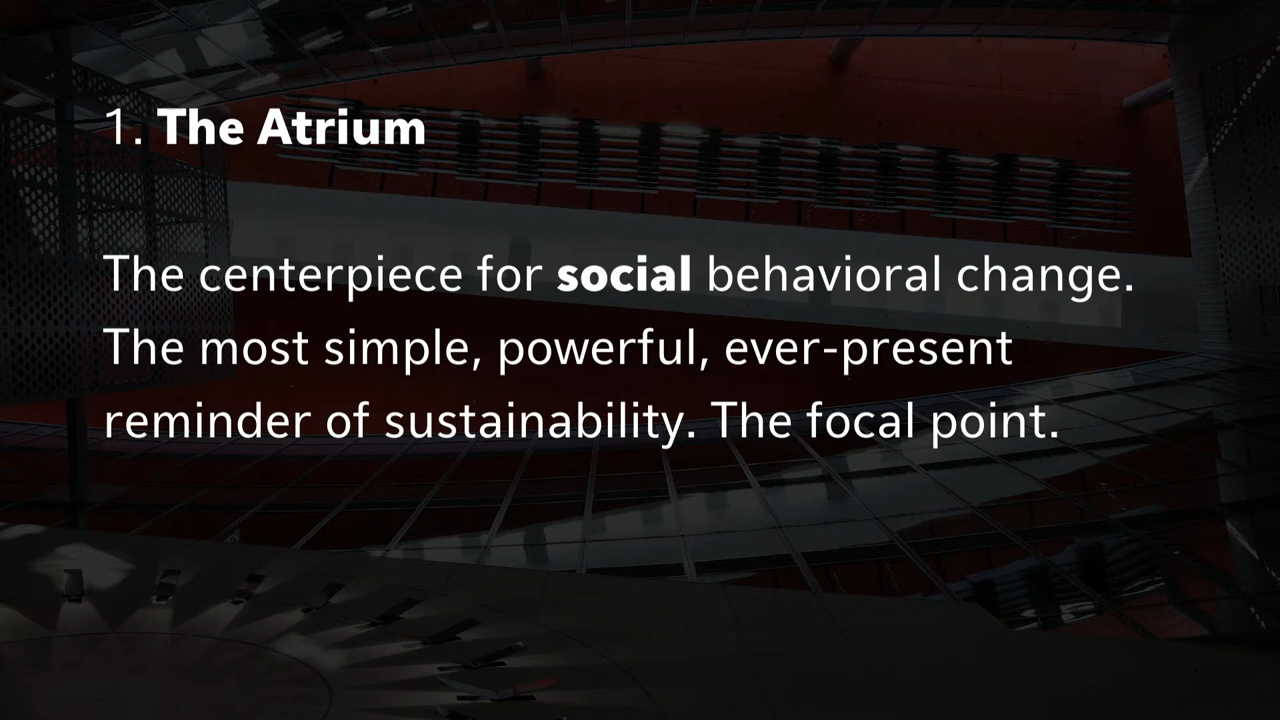 1. The Atrium
The centerpiece for social behavioral change.
The most simple, powerful, ever-present
reminder of sustainability. The focal point.